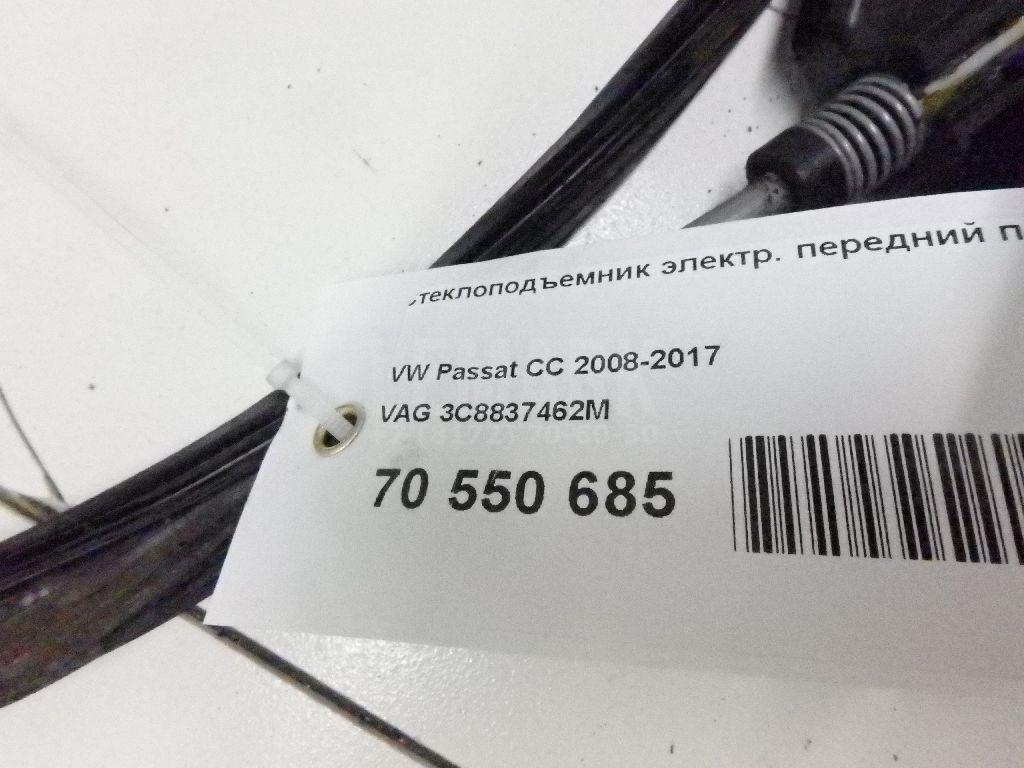 стеклоподъемник электр. передний п
VW Passat CC 2008-2017
VAG 3C8837462M
70 550 685